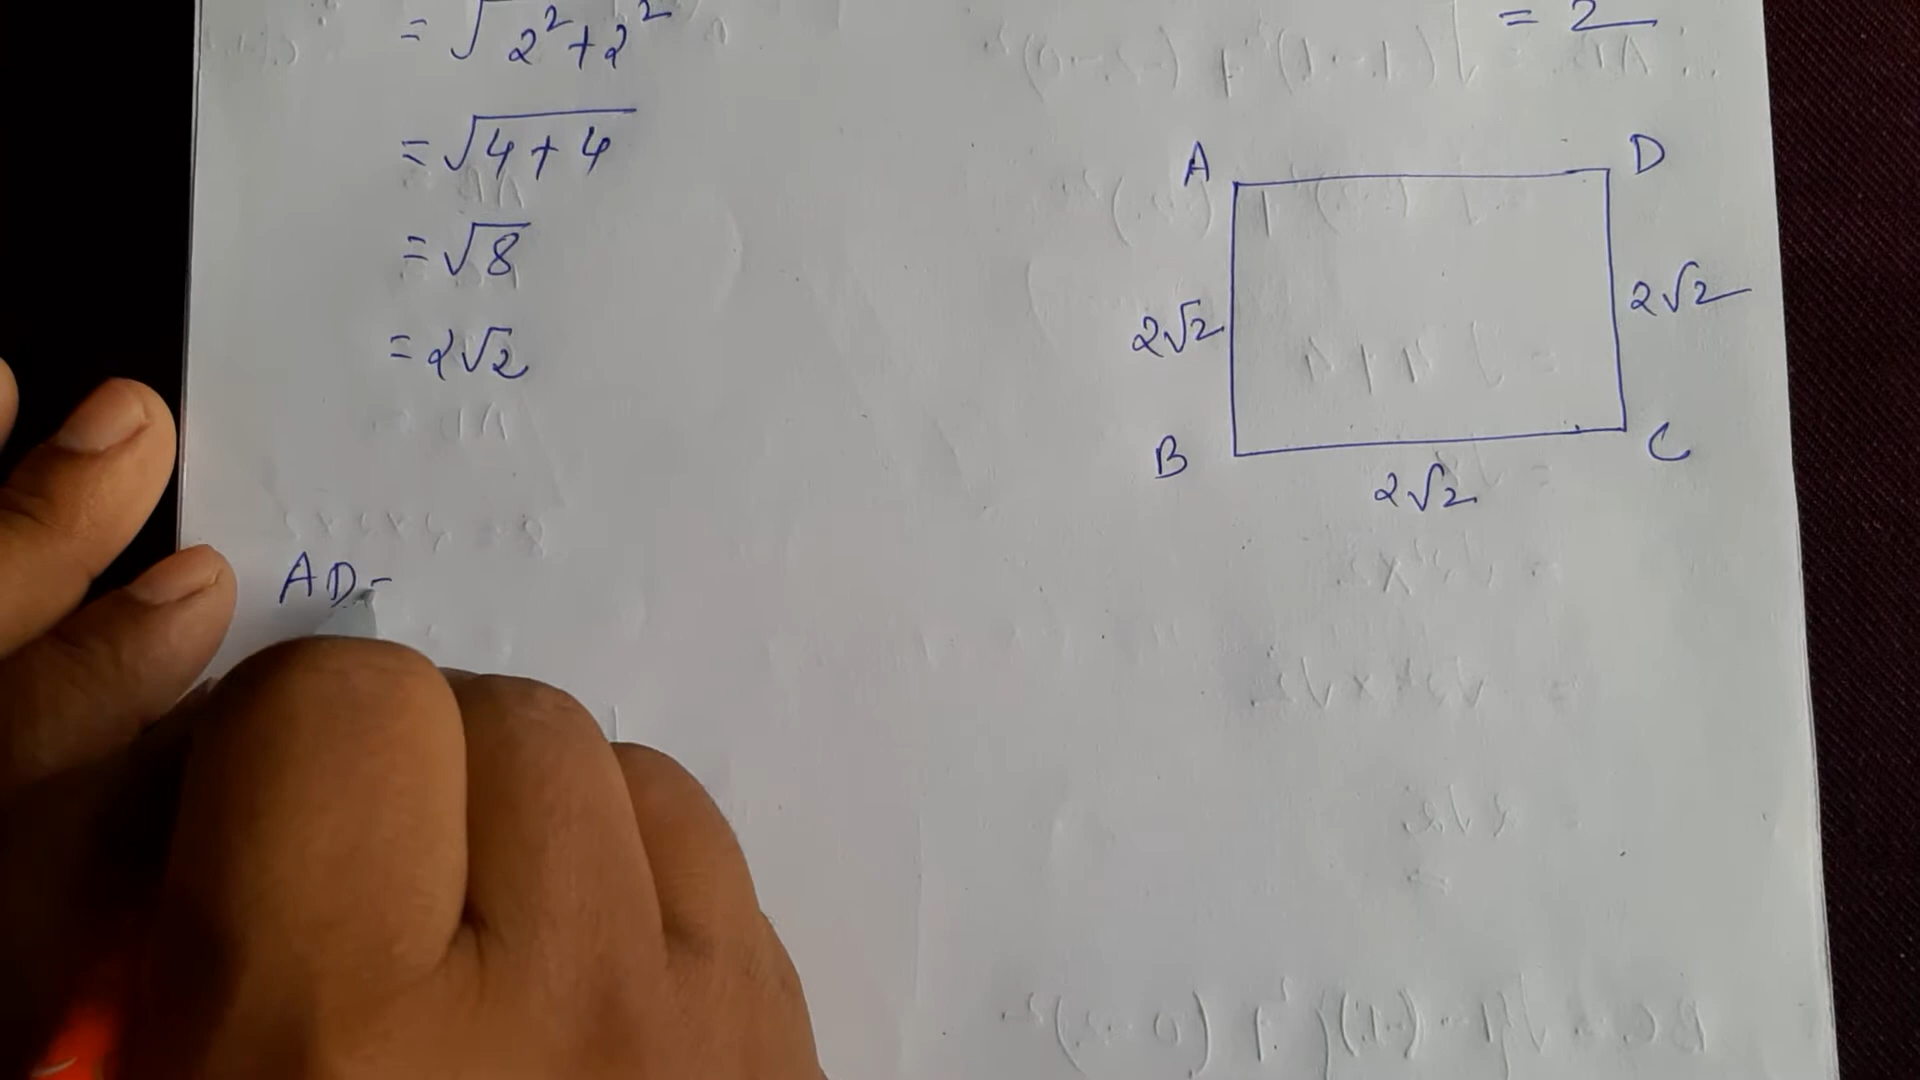 = √2²+2²
= √4+4
= √8
= 2√2
AD=
= 2
A D
2√2 2√2
B C
2√2